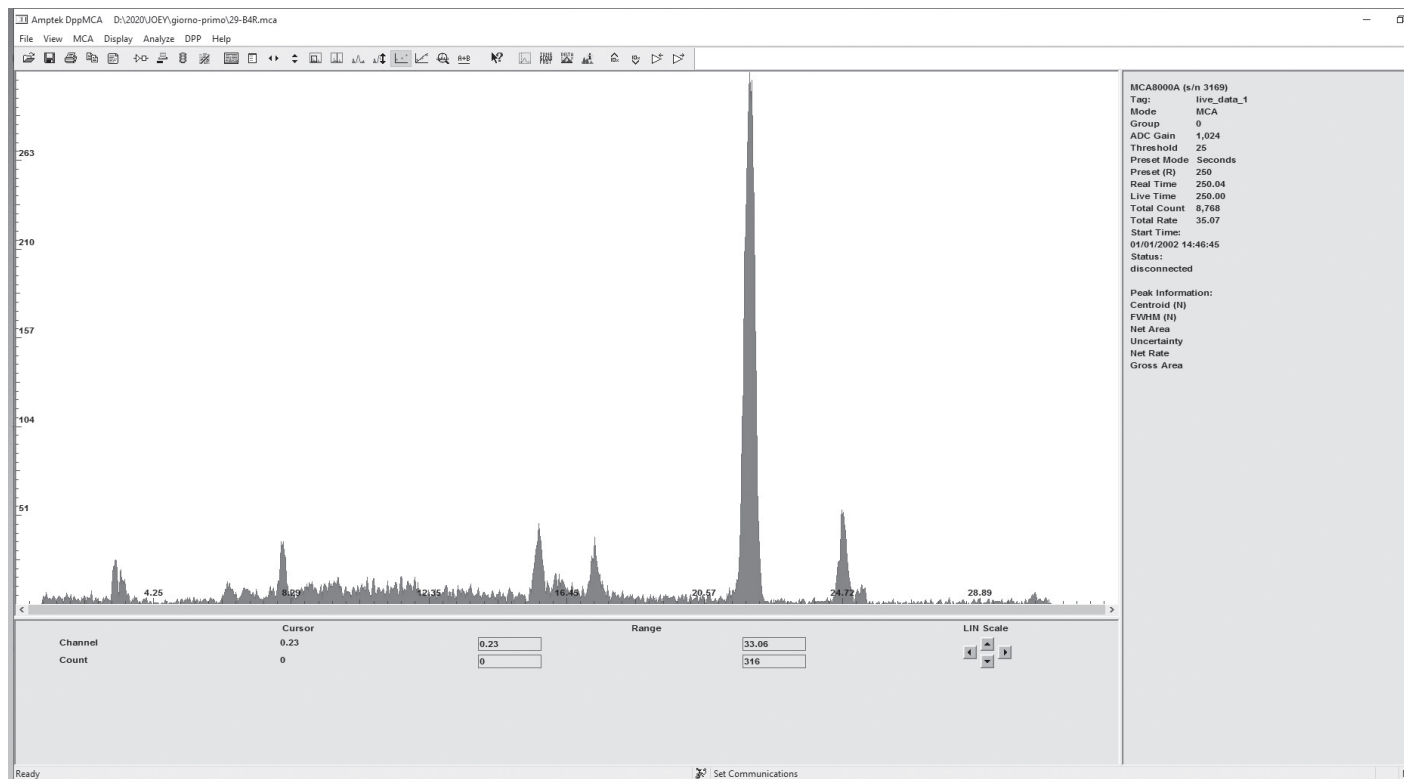 Amptek DppMCA D:\2020\JOEY\giorno-primo\29-B4R.mca
File View MCA Display Analyze DPP Help
A+B
263
210
157
104
51
4.25 8.29 12.35 16.45 20.57 24.72 28.89
MCA8000A (s/n 3169)
Tag: live_data_1
Mode MCA
Group 0
ADC Gain 1,024
Threshold 25
Preset Mode Seconds
Preset (R) 250
Real Time 250.04
Live Time 250.00
Total Count 8,768
Total Rate 35.07
Start Time:
01/01/2002 14:46:45
Status:
disconnected
Peak Information:
Centroid (N)
FWHM (N)
Net Area
Uncertainty
Net Rate
Gross Area
Cursor Range LIN Scale
Channel 0.23 0.23 33.06
Count 0 0 316
Ready Set Communications